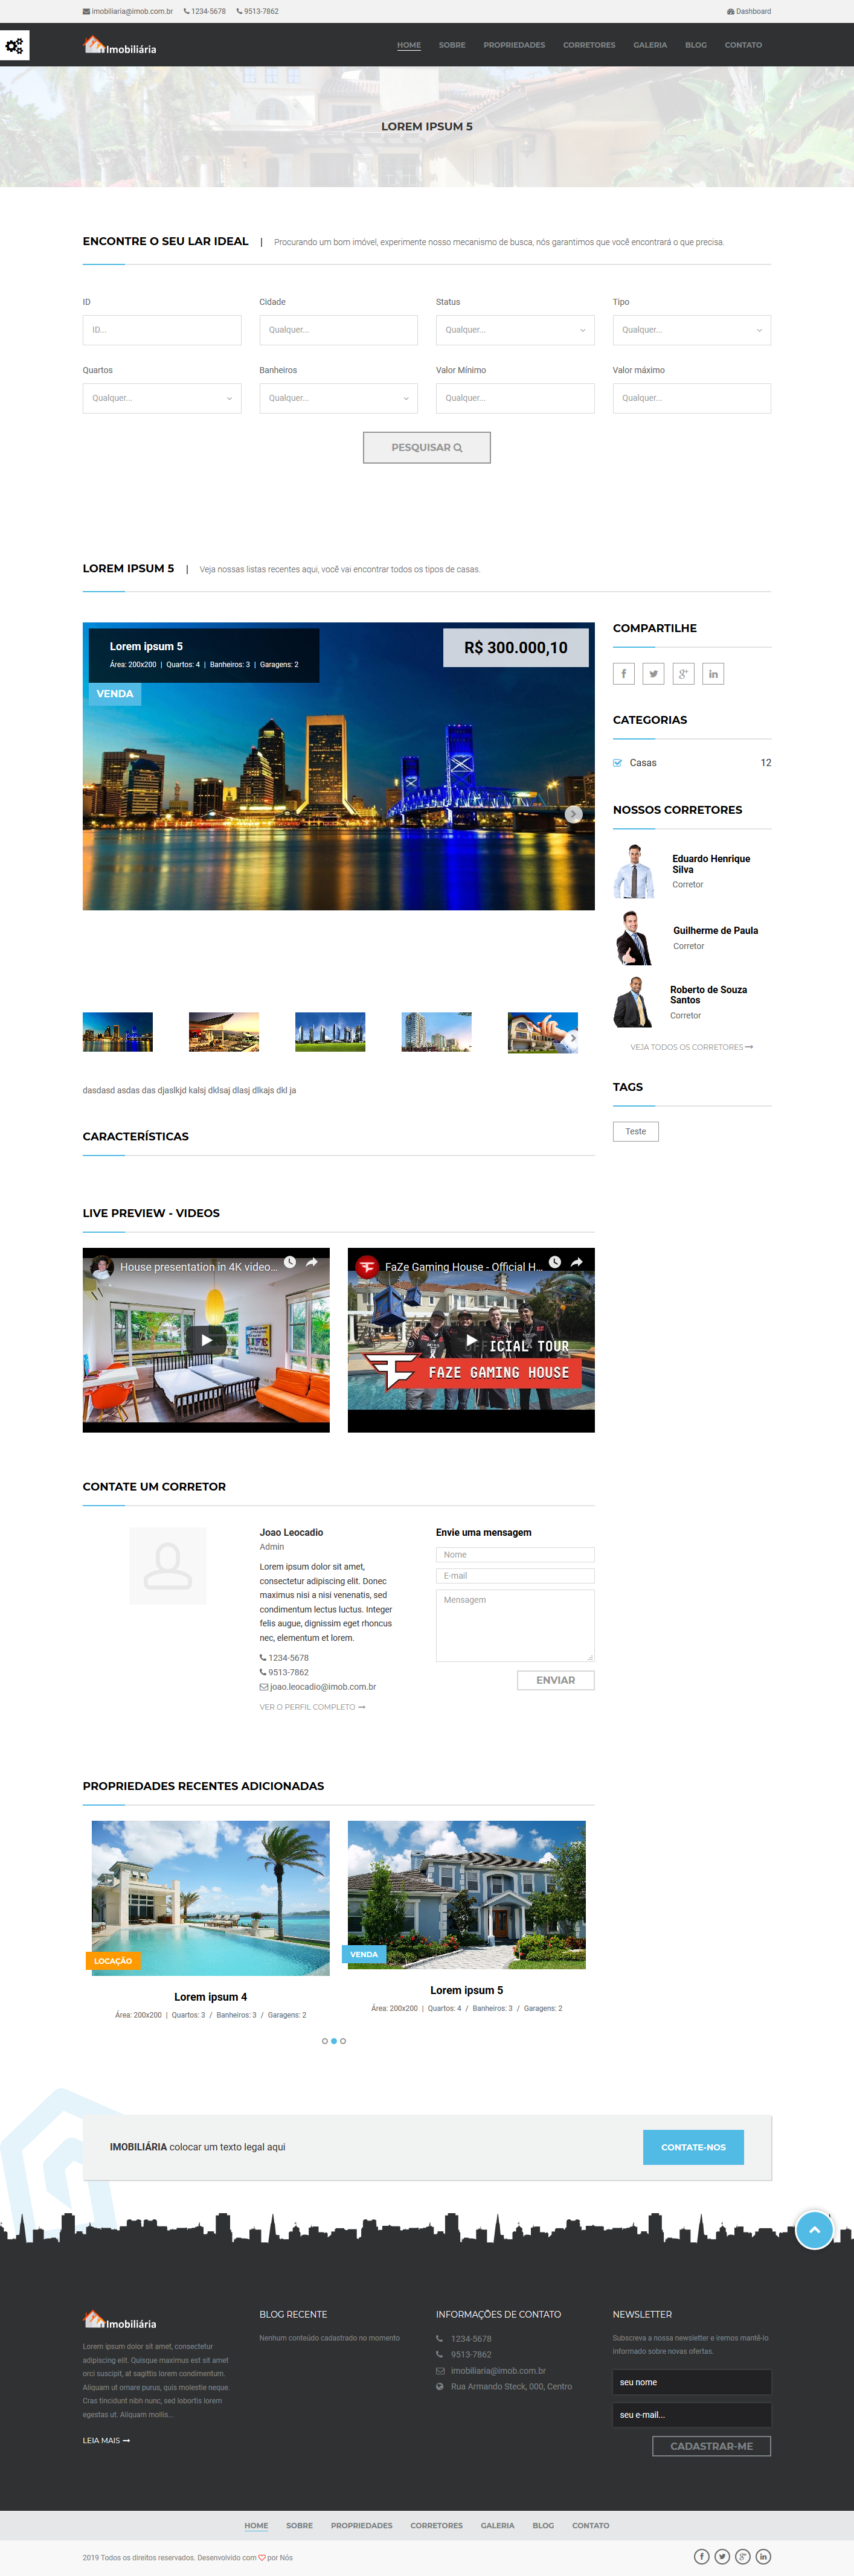 imobiliaria@imob.com.br 1234-5678 9513-7862 Dashboard
Imobiliária HOME SOBRE PROPRIEDADES CORRETORES GALERIA BLOG CONTATO
LOREM IPSUM 5
ENCONTRE O SEU LAR IDEAL | Procurando um bom imóvel, experimente nosso mecanismo de busca, nós garantimos que você encontrará o que precisa.
ID Cidade Status Tipo
ID... Qualquer... Qualquer... Qualquer...
Quartos Banheiros Valor Mínimo Valor máximo
Qualquer... Qualquer... Qualquer... Qualquer...
PESQUISAR
LOREM IPSUM 5 | Veja nossas listas recentes aqui, você vai encontrar todos os tipos de casas.
Lorem ipsum 5
Área: 200x200 | Quartos: 4 | Banheiros: 3 | Garagens: 2
R$ 300.000,10
VENDA
COMPARTILHE
CATEGORIAS
Casas 12
NOSSOS CORRETORES
Eduardo Henrique
Silva
Corretor
Guilherme de Paula
Corretor
Roberto de Souza
Santos
Corretor
VEJA TODOS OS CORRETORES
TAGS
Teste
dasdasd asdas das djaslkjd kalsj dklsaj dlasj dlkajs dkl ja
CARACTERÍSTICAS
LIVE PREVIEW - VIDEOS
House presentation in 4K video...
LIFE
FaZe Gaming House - Official H...
OFFICIAL TOUR
FAZE GAMING HOUSE
CONTATE UM CORRETOR
Joao Leocadio
Admin
Lorem ipsum dolor sit amet,
consectetur adipiscing elit. Donec
maximus nisi a nisi venenatis, sed
condimentum lectus luctus. Integer
felis augue, dignissim eget rhoncus
nec, elementum et lorem.
1234-5678
9513-7862
joao.leocadio@imob.com.br
VER O PERFIL COMPLETO
Envie uma mensagem
Nome
E-mail
Mensagem
ENVIAR
PROPRIEDADES RECENTES ADICIONADAS
LOCAÇÃO
Lorem ipsum 4
Área: 200x200 | Quartos: 3 / Banheiros: 3 / Garagens: 2
VENDA
Lorem ipsum 5
Área: 200x200 | Quartos: 4 / Banheiros: 3 / Garagens: 2
IMOBILIÁRIA colocar um texto legal aqui
CONTATE-NOS
Imobiliária
Lorem ipsum dolor sit amet, consectetur
adipiscing elit. Quisque maximus est sit amet
orci suscipit, at sagittis lorem condimentum.
Aliquam ut ornare purus, quis molestie neque.
Cras tincidunt nibh nunc, sed lobortis lorem
egestas ut. Aliquam mollis...
LEIA MAIS
BLOG RECENTE
Nenhum conteúdo cadastrado no momento
INFORMAÇÕES DE CONTATO
1234-5678
9513-7862
imobiliaria@imob.com.br
Rua Armando Steck, 000, Centro
NEWSLETTER
Subscreva a nossa newsletter e iremos mantê-lo
informado sobre novas ofertas.
seu nome
seu e-mail...
CADASTRAR-ME
HOME SOBRE PROPRIEDADES CORRETORES GALERIA BLOG CONTATO
2019 Todos os direitos reservados. Desenvolvido com por Nós